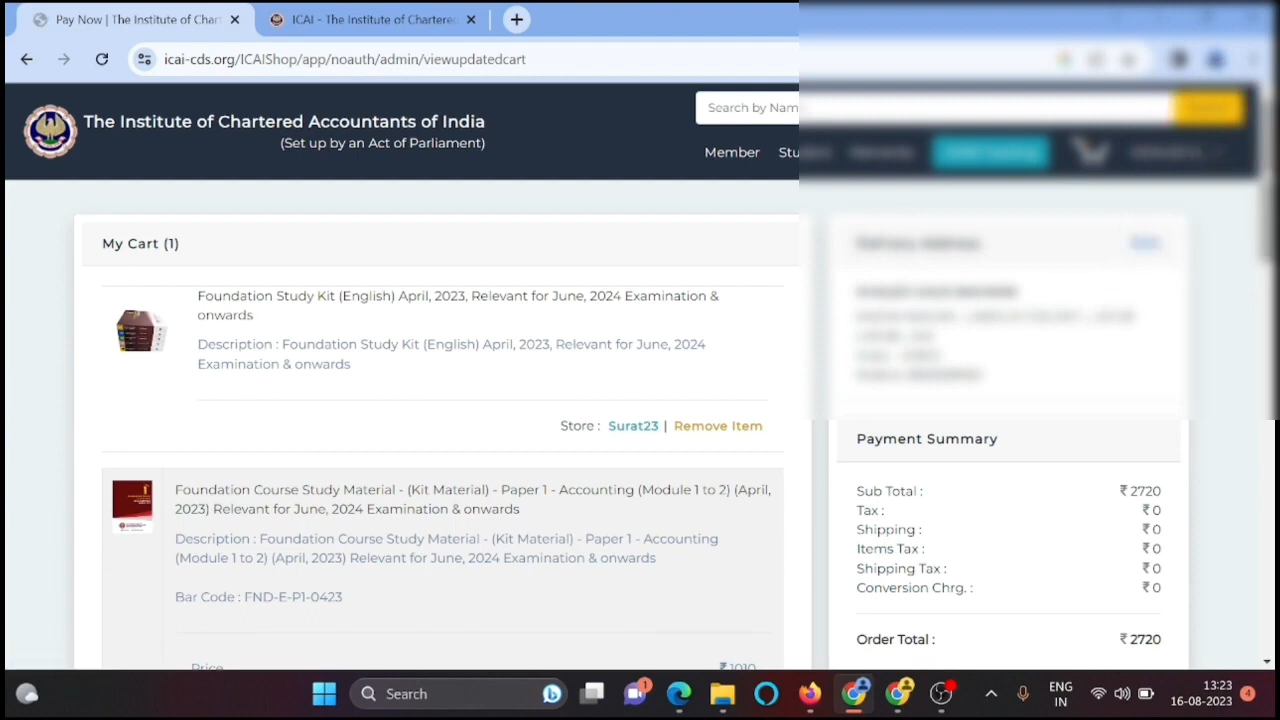 Pay Now | The Institute of Char
ICAI - The Institute of Chartere
icai-cds.org/ICAIShop/app/noauth/admin/viewupdatedcart
The Institute of Chartered Accountants of India
(Set up by an Act of Parliament)
Search by Nam
Member Stu
My Cart (1)
Foundation Study Kit (English) April, 2023, Relevant for June, 2024 Examination &
onwards
Description : Foundation Study Kit (English) April, 2023, Relevant for June, 2024
Examination & onwards
Store : Surat23 | Remove Item
Foundation Course Study Material - (Kit Material) - Paper 1 - Accounting (Module 1 to 2) (April,
2023) Relevant for June, 2024 Examination & onwards
Description : Foundation Course Study Material - (Kit Material) - Paper 1 - Accounting
(Module 1 to 2) (April, 2023) Relevant for June, 2024 Examination & onwards
Bar Code : FND-E-P1-0423
Price ₹ 1010
Payment Summary
Sub Total : ₹ 2720
Tax : ₹ 0
Shipping : ₹ 0
Items Tax : ₹ 0
Shipping Tax : ₹ 0
Conversion Chrg. : ₹ 0
Order Total : ₹ 2720
Search
1
ENG
IN
13:23
16-08-2023
4